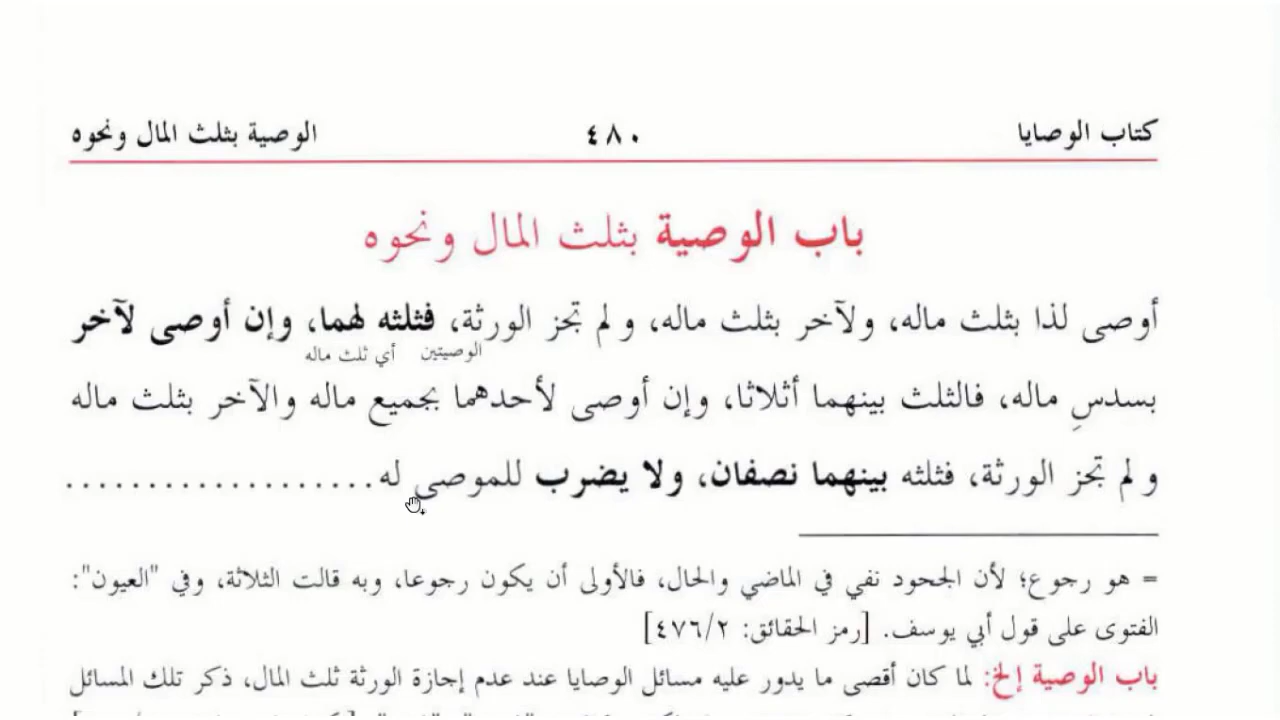 كتاب الوصايا ٤٨٠ الوصية بثلث المال ونحوه
باب الوصية بثلث المال ونحوه
أوصى لذا بثلث ماله، ولآخر بثلث ماله، ولم تجز الورثة، فثلثه لهما، وإن أوصى لآخر
الوصيتين أي ثلث ماله
بسدسِ ماله، فالثلث بينهما أثلاثا، وإن أوصى لأحدهما بجميع ماله والآخر بثلث ماله
ولم تجز الورثة، فثلثه بينهما نصفان، ولا يضرب للموصى له...................
= هو رجوع؛ لأن الجحود نفي في الماضي والحال، فالأولى أن يكون رجوعا، وبه قالت الثلاثة، وفي "العيون":
الفتوى على قول أبي يوسف. [رمز الحقائق: ٤٧٦/٢]
باب الوصية إلخ: لما كان أقصى ما يدور عليه مسائل الوصايا عند عدم إجازة الورثة ثلث المال، ذكر تلك المسائل